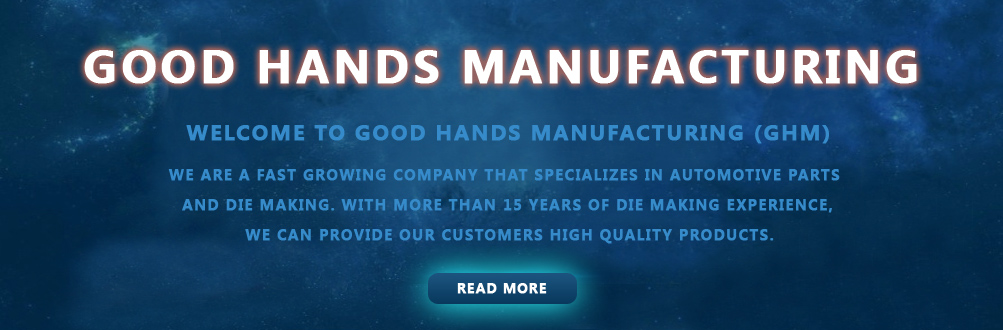 GOOD HANDS MANUFACTURING
WELCOME TO GOOD HANDS MANUFACTURING (GHM)
WE ARE A FAST GROWING COMPANY THAT SPECIALIZES IN AUTOMOTIVE PARTS
AND DIE MAKING. WITH MORE THAN 15 YEARS OF DIE MAKING EXPERIENCE,
WE CAN PROVIDE OUR CUSTOMERS HIGH QUALITY PRODUCTS.
READ MORE